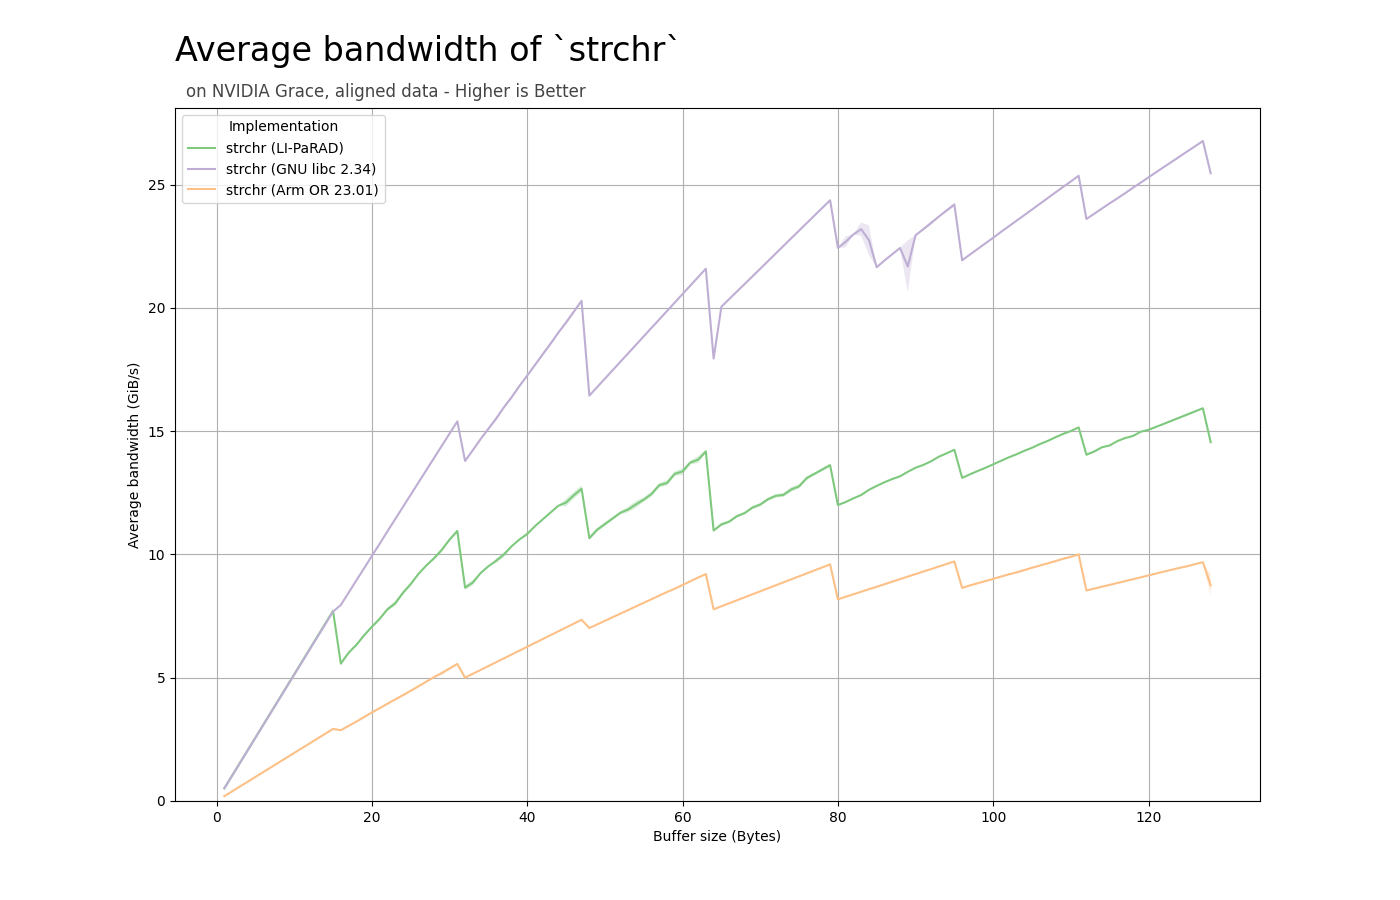 Average bandwidth of `strchr`
on NVIDIA Grace, aligned data - Higher is Better
Implementation
strchr (LI-PaRAD)
strchr (GNU libc 2.34)
strchr (Arm OR 23.01)
Average bandwidth (GiB/s)
25
20
15
10
5
0
0 20 40 60 80 100 120
Buffer size (Bytes)